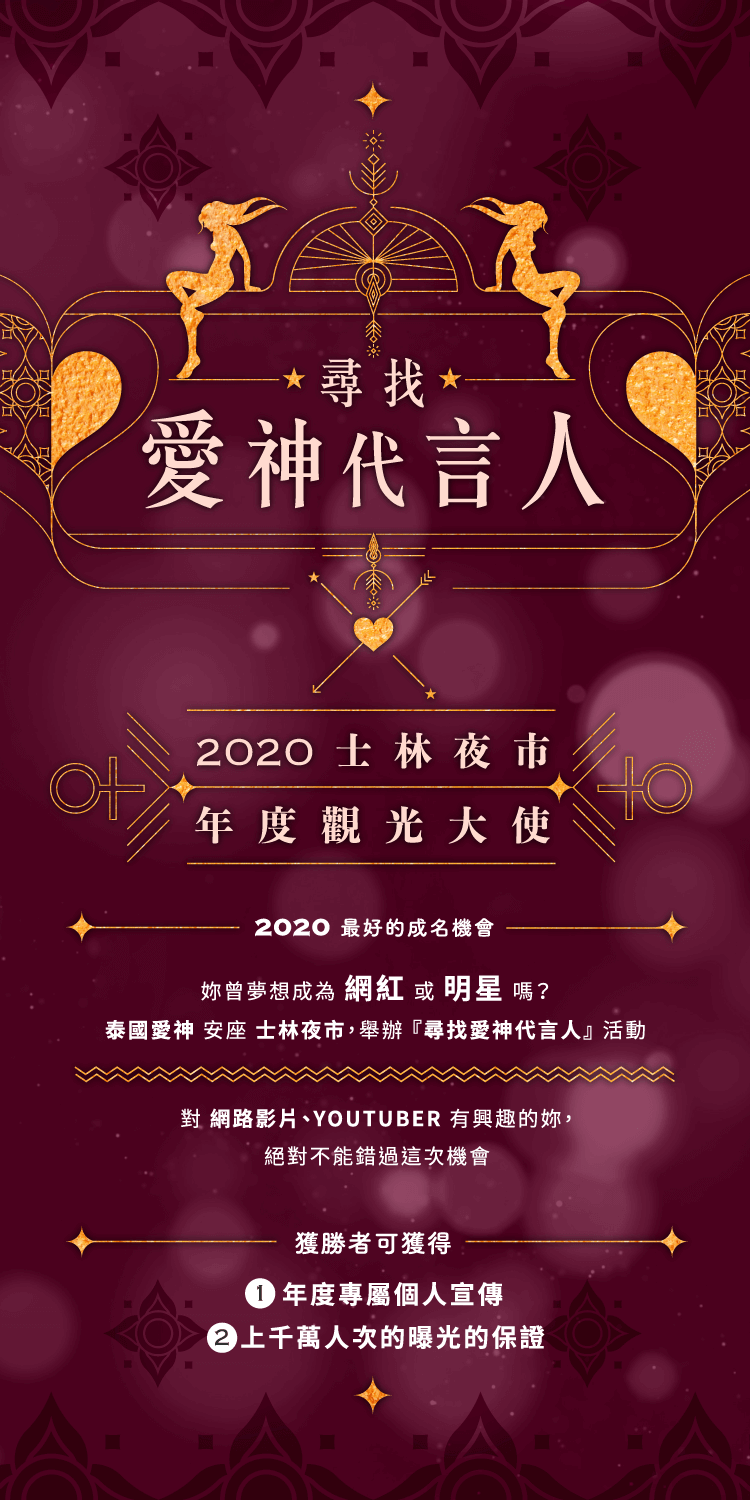 尋找
愛神代言人
2020 士林夜市
年度觀光大使
2020 最好的成名機會
妳曾夢想成為 網紅 或 明星 嗎？
泰國愛神 安座 士林夜市，舉辦『尋找愛神代言人』活動
對 網路影片、YOUTUBER 有興趣的妳，
絕對不能錯過這次機會
獲勝者可獲得
1 年度專屬個人宣傳
2 上千萬人次的曝光的保證